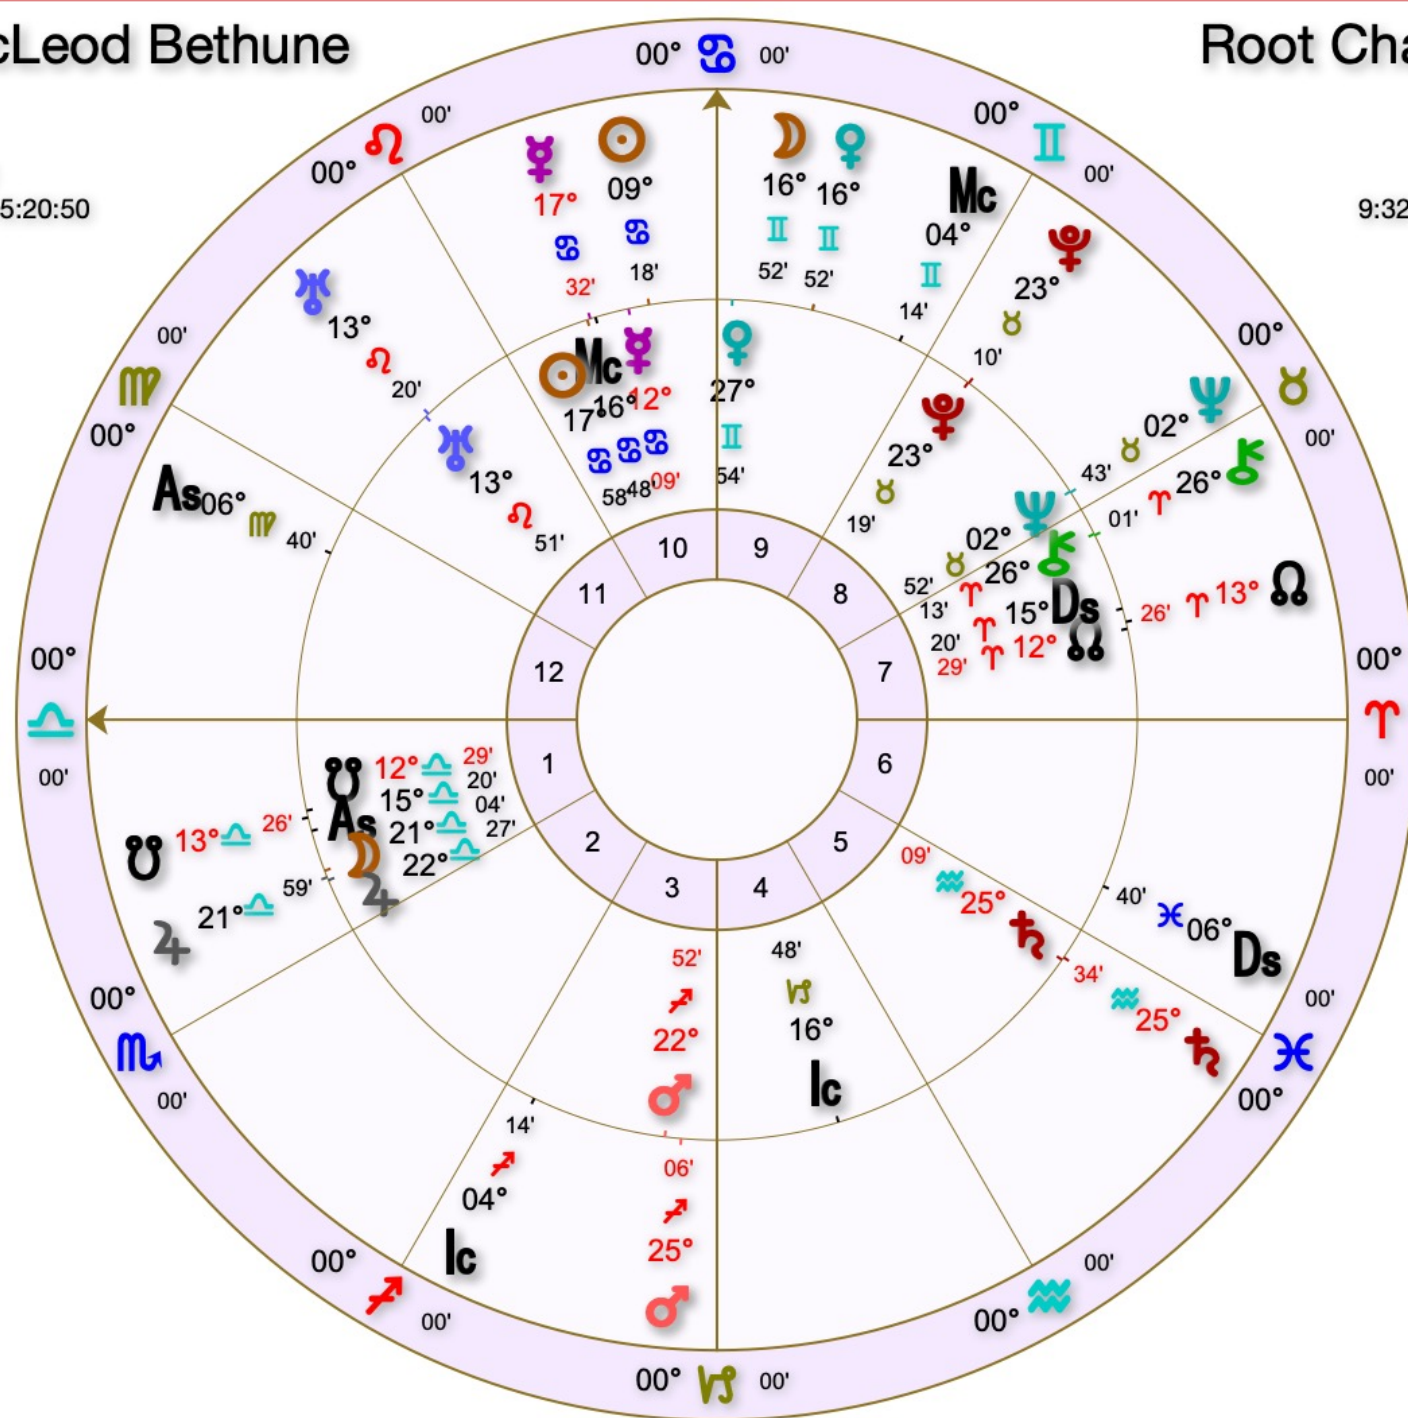 cLeod Bethune
Root Cha
5:20:50
9:32
00° ♋ 00'
00° ♊ 00'
00° ♉ 00'
00° ♈ 00'
00' ♓ 00°
00' ♒ 00°
00° ♑ 00'
00° ♐ 00'
00° ♏ 00'
00° ♎ 00'
00' ♍ 00°
00' ♌ 00°
☿ 17° ♋ 32'
☉ 09° ♋ 18'
☽ 16° ♊ 52'
♀ 16° ♊ 52'
Mc 04° ♊ 14'
♇ 23° ♉ 10'
♆ 02° ♉ 43'
⚷ 26° ♈ 01'
☊ 13° ♈ 26'
Ds 06° ♓ 40'
♄ 25° ♒ 34'
♂ 25° ♐ 06'
Ic 04° ♐ 14'
♃ 21° ♎ 59'
☋ 13° ♎ 26'
As 06° ♍ 40'
♅ 13° ♌ 20'
♅ 13° ♌ 51'
☉ 17° ♋ 58'
Mc 16° ♋ 48'
☿ 12° ♋ 09'
♀ 27° ♊ 54'
♇ 23° ♉ 19'
♆ 02° ♉ 52'
⚷ 26° ♈ 13'
Ds 15° ♈ 20'
☊ 12° ♈ 29'
♄ 25° ♒ 09'
Ic 16° ♑ 48'
♂ 22° ♐ 52'
☋ 12° ♎ 29'
As 15° ♎ 20'
☽ 21° ♎ 04'
♃ 22° ♎ 27'
1
2
3
4
5
6
7
8
9
10
11
12